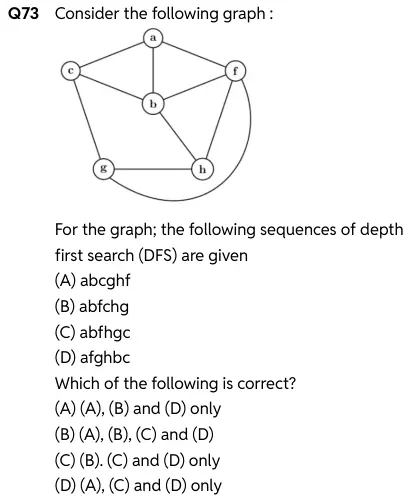 Q73 Consider the following graph :
a
c
f
b
g
h
For the graph; the following sequences of depth
first search (DFS) are given
(A) abcghf
(B) abfchg
(C) abfhgc
(D) afghbc
Which of the following is correct?
(A) (A), (B) and (D) only
(B) (A), (B), (C) and (D)
(C) (B). (C) and (D) only
(D) (A), (C) and (D) only